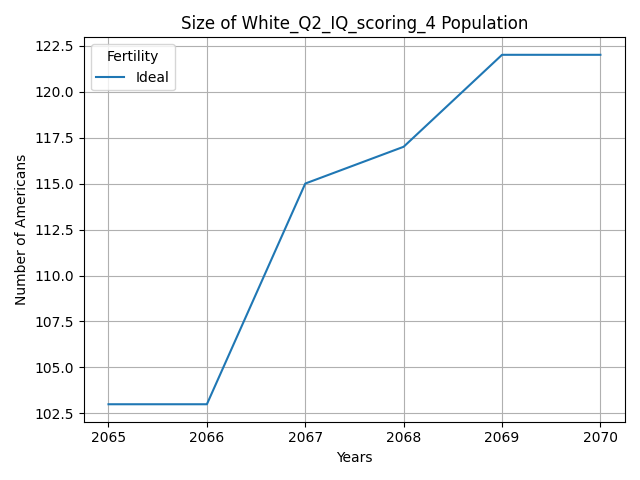 Size of White_Q2_IQ_scoring_4 Population
Fertility
Ideal
Number of Americans
122.5
120.0
117.5
115.0
112.5
110.0
107.5
105.0
102.5
2065 2066 2067 2068 2069 2070
Years